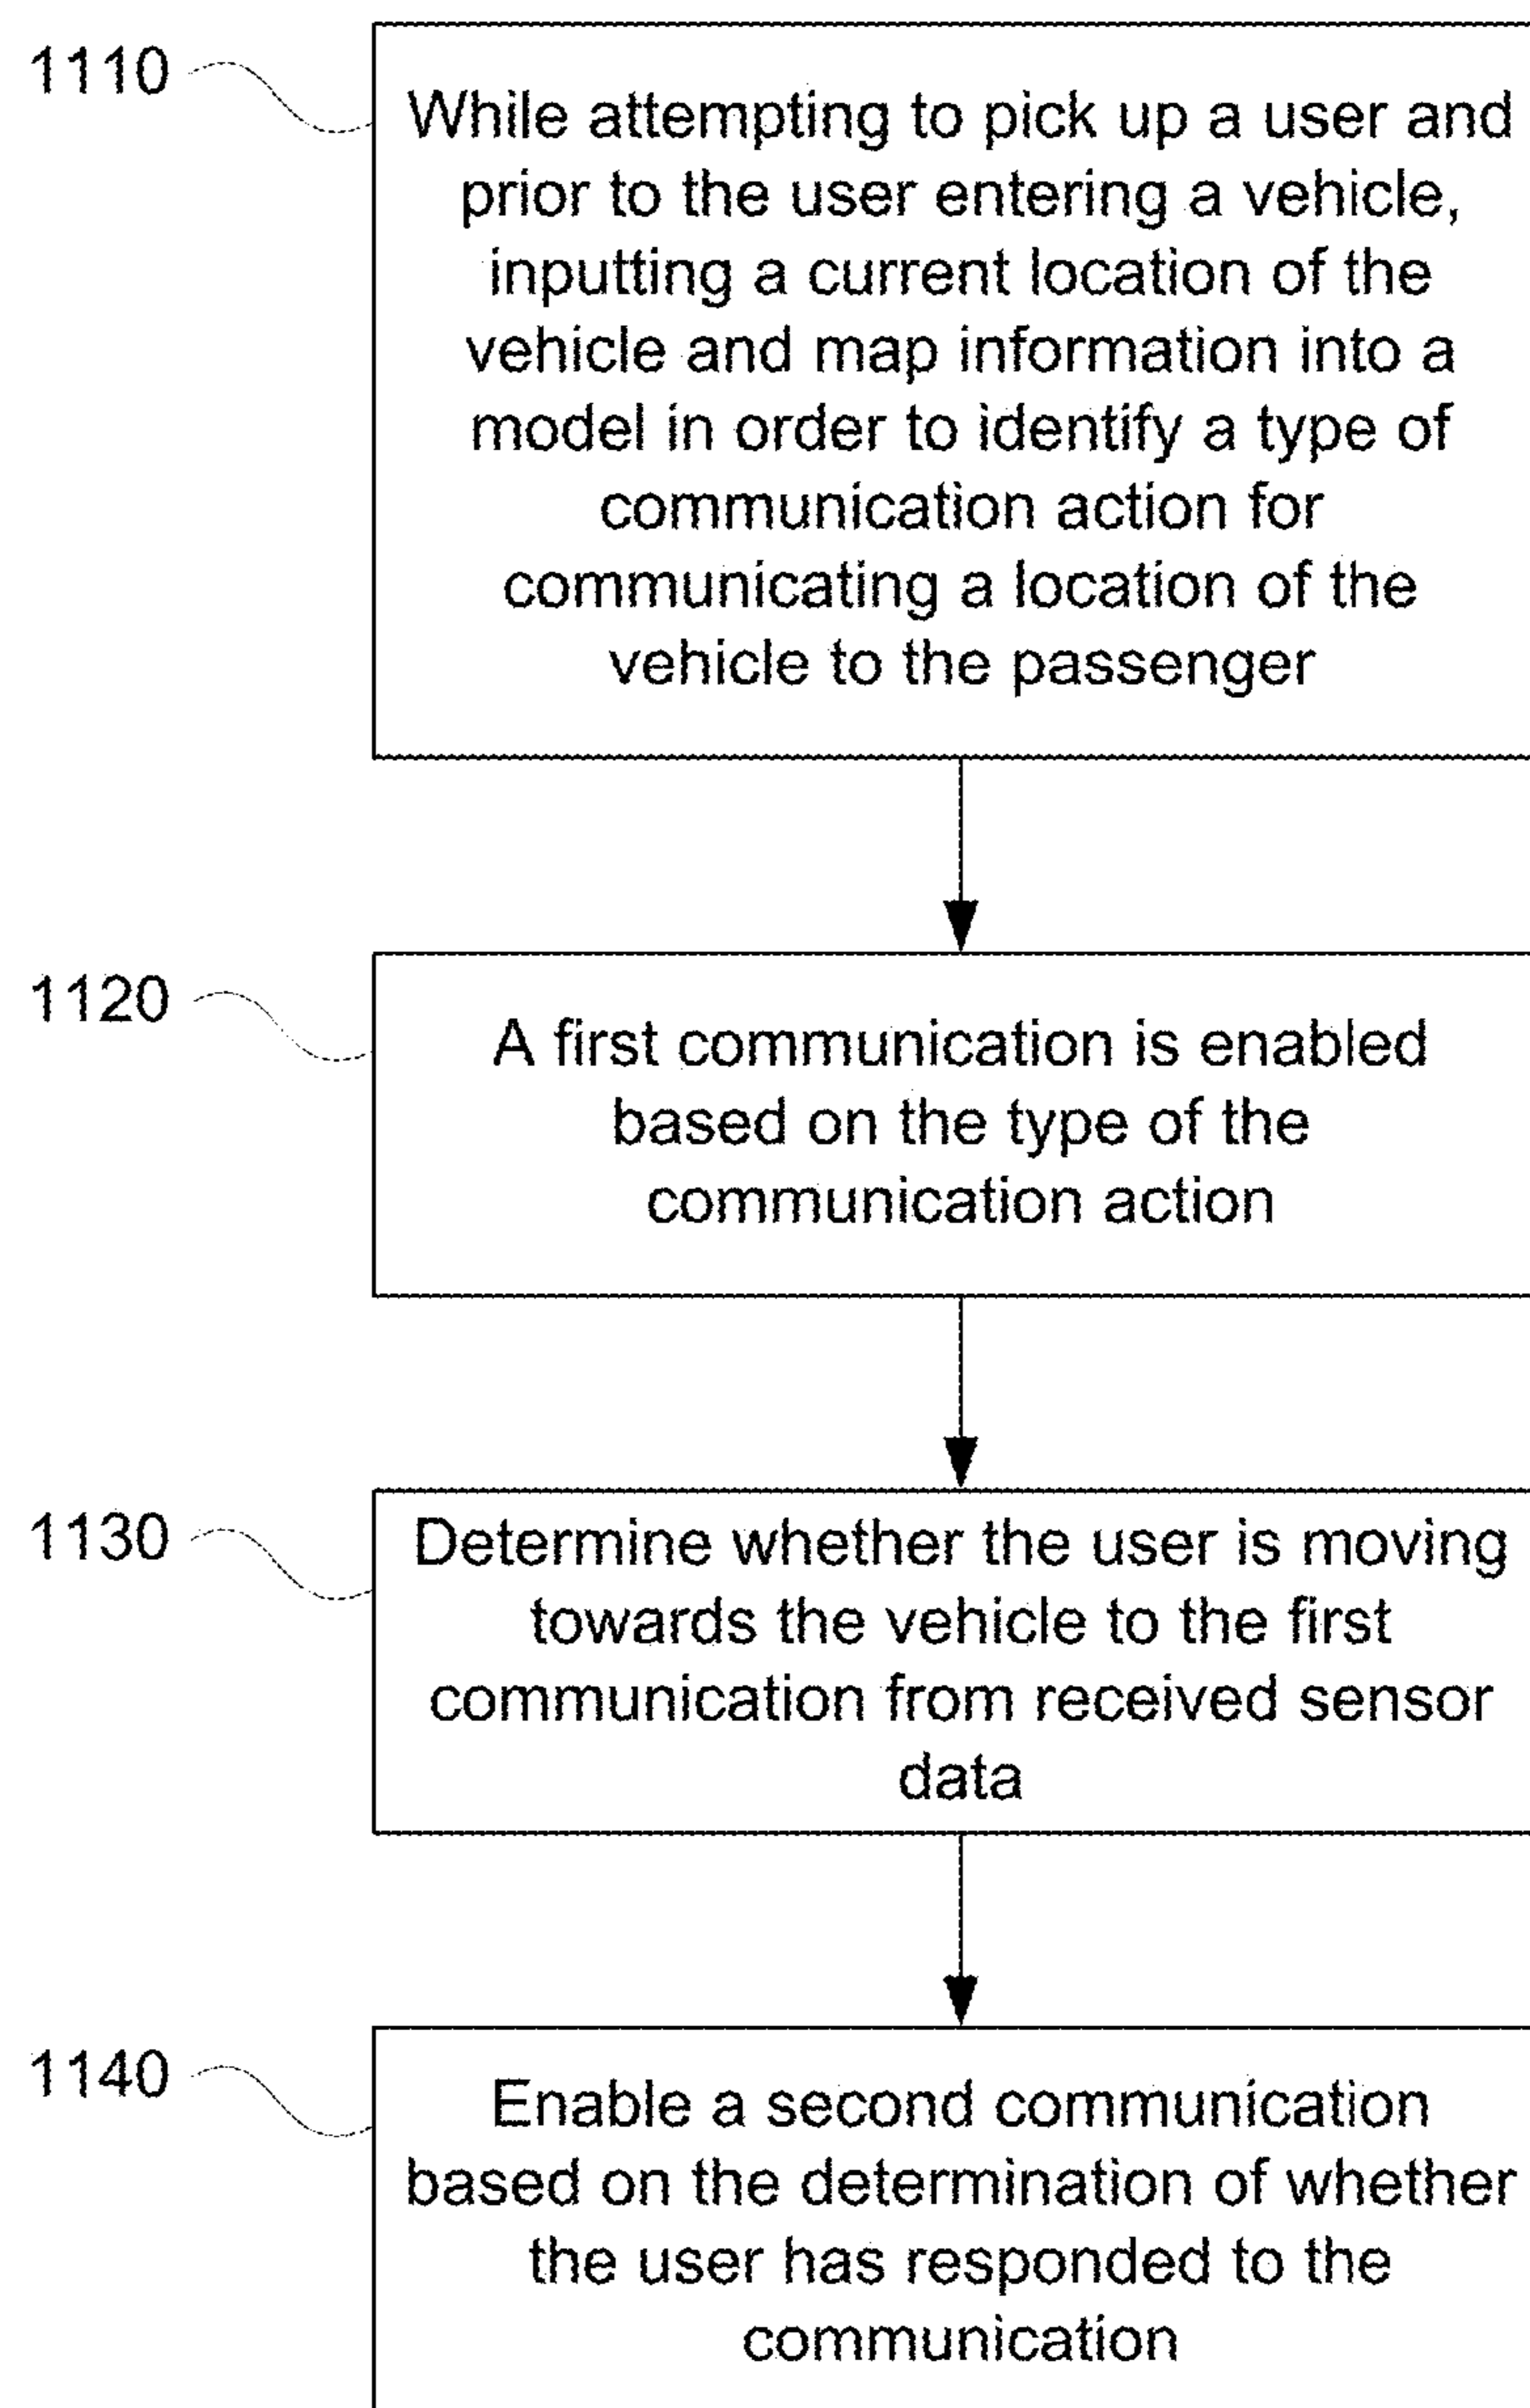 1110
While attempting to pick up a user and
prior to the user entering a vehicle,
inputting a current location of the
vehicle and map information into a
model in order to identify a type of
communication action for
communicating a location of the
vehicle to the passenger
1120
A first communication is enabled
based on the type of the
communication action
1130
Determine whether the user is moving
towards the vehicle to the first
communication from received sensor
data
1140
Enable a second communication
based on the determination of whether
the user has responded to the
communication